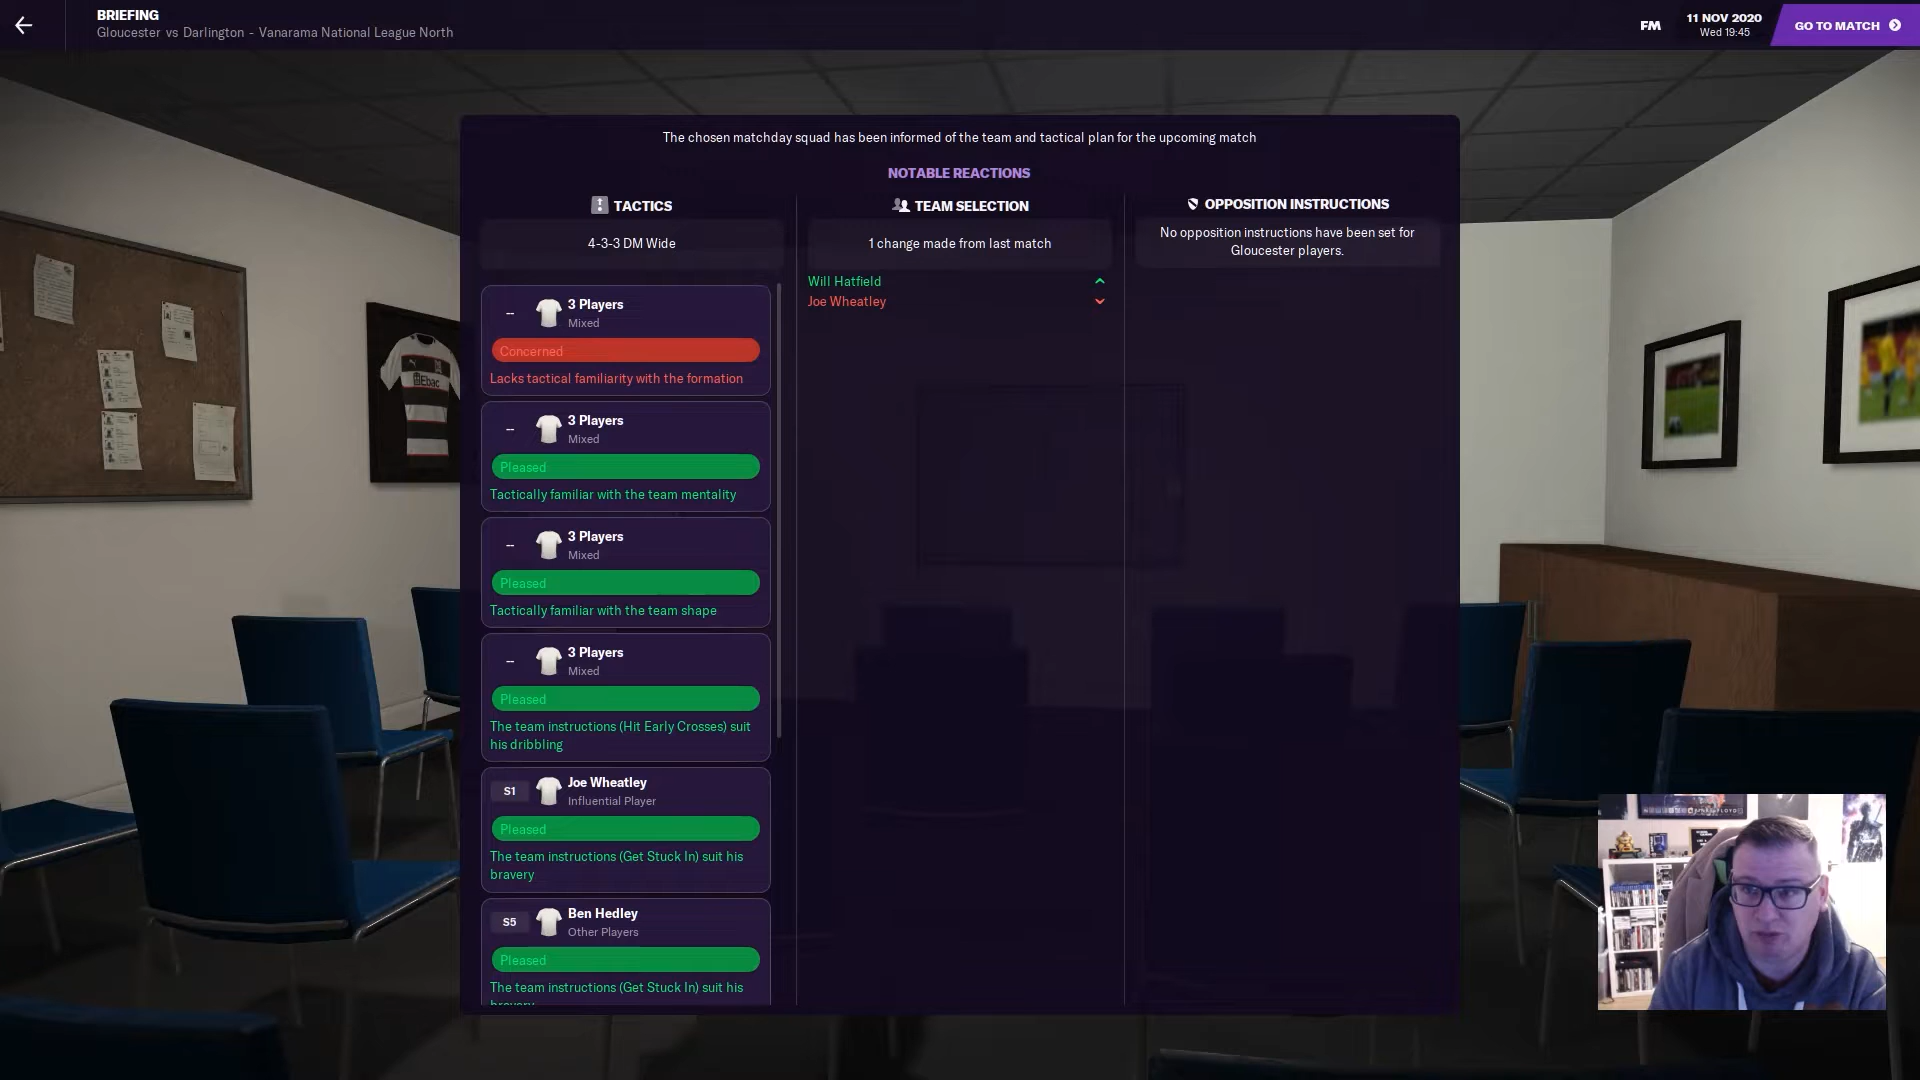 BRIEFING
Gloucester vs Darlington - Vanarama National League North
FM
11 NOV 2020
Wed 19:45
GO TO MATCH
The chosen matchday squad has been informed of the team and tactical plan for the upcoming match
NOTABLE REACTIONS
TACTICS
4-3-3 DM Wide
--
3 Players
Mixed
Concerned
Lacks tactical familiarity with the formation
--
3 Players
Mixed
Pleased
Tactically familiar with the team mentality
--
3 Players
Mixed
Pleased
Tactically familiar with the team shape
--
3 Players
Mixed
Pleased
The team instructions (Hit Early Crosses) suit
his dribbling
S1
Joe Wheatley
Influential Player
Pleased
The team instructions (Get Stuck In) suit his
bravery
S5
Ben Hedley
Other Players
Pleased
The team instructions (Get Stuck In) suit his
bravery
TEAM SELECTION
1 change made from last match
Will Hatfield
Joe Wheatley
OPPOSITION INSTRUCTIONS
No opposition instructions have been set for
Gloucester players.
Ebac